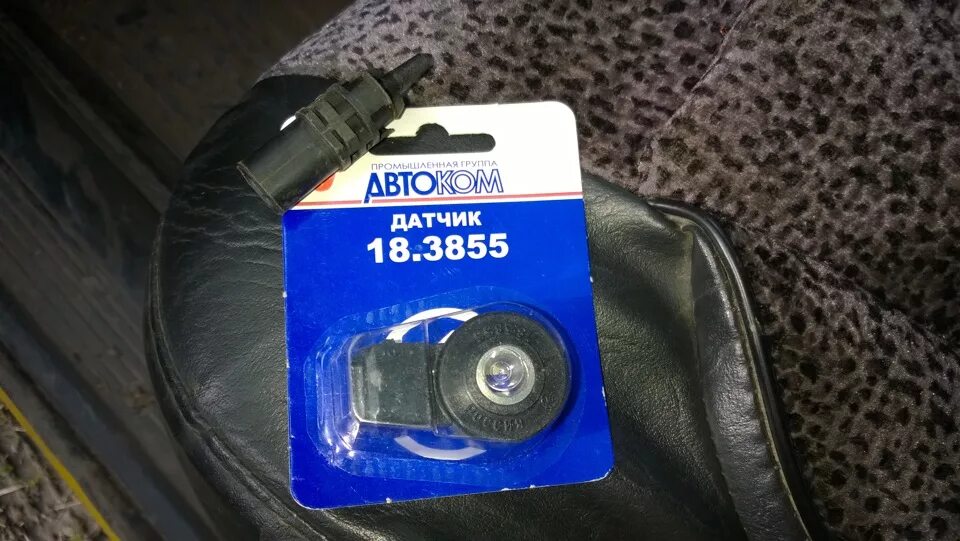 ПРОМЫШЛЕННАЯ ГРУППА
АВТОКОМ
ДАТЧИК
18.3855